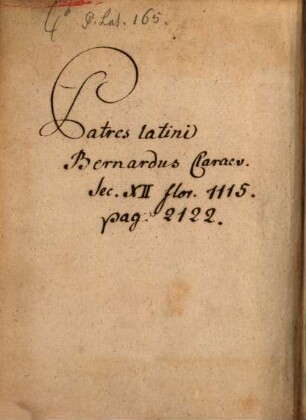 4° P. Lat. 165.
Patres latini
Bernardus Claraev.
Sec. XII flor. 1115.
pag. 2122.